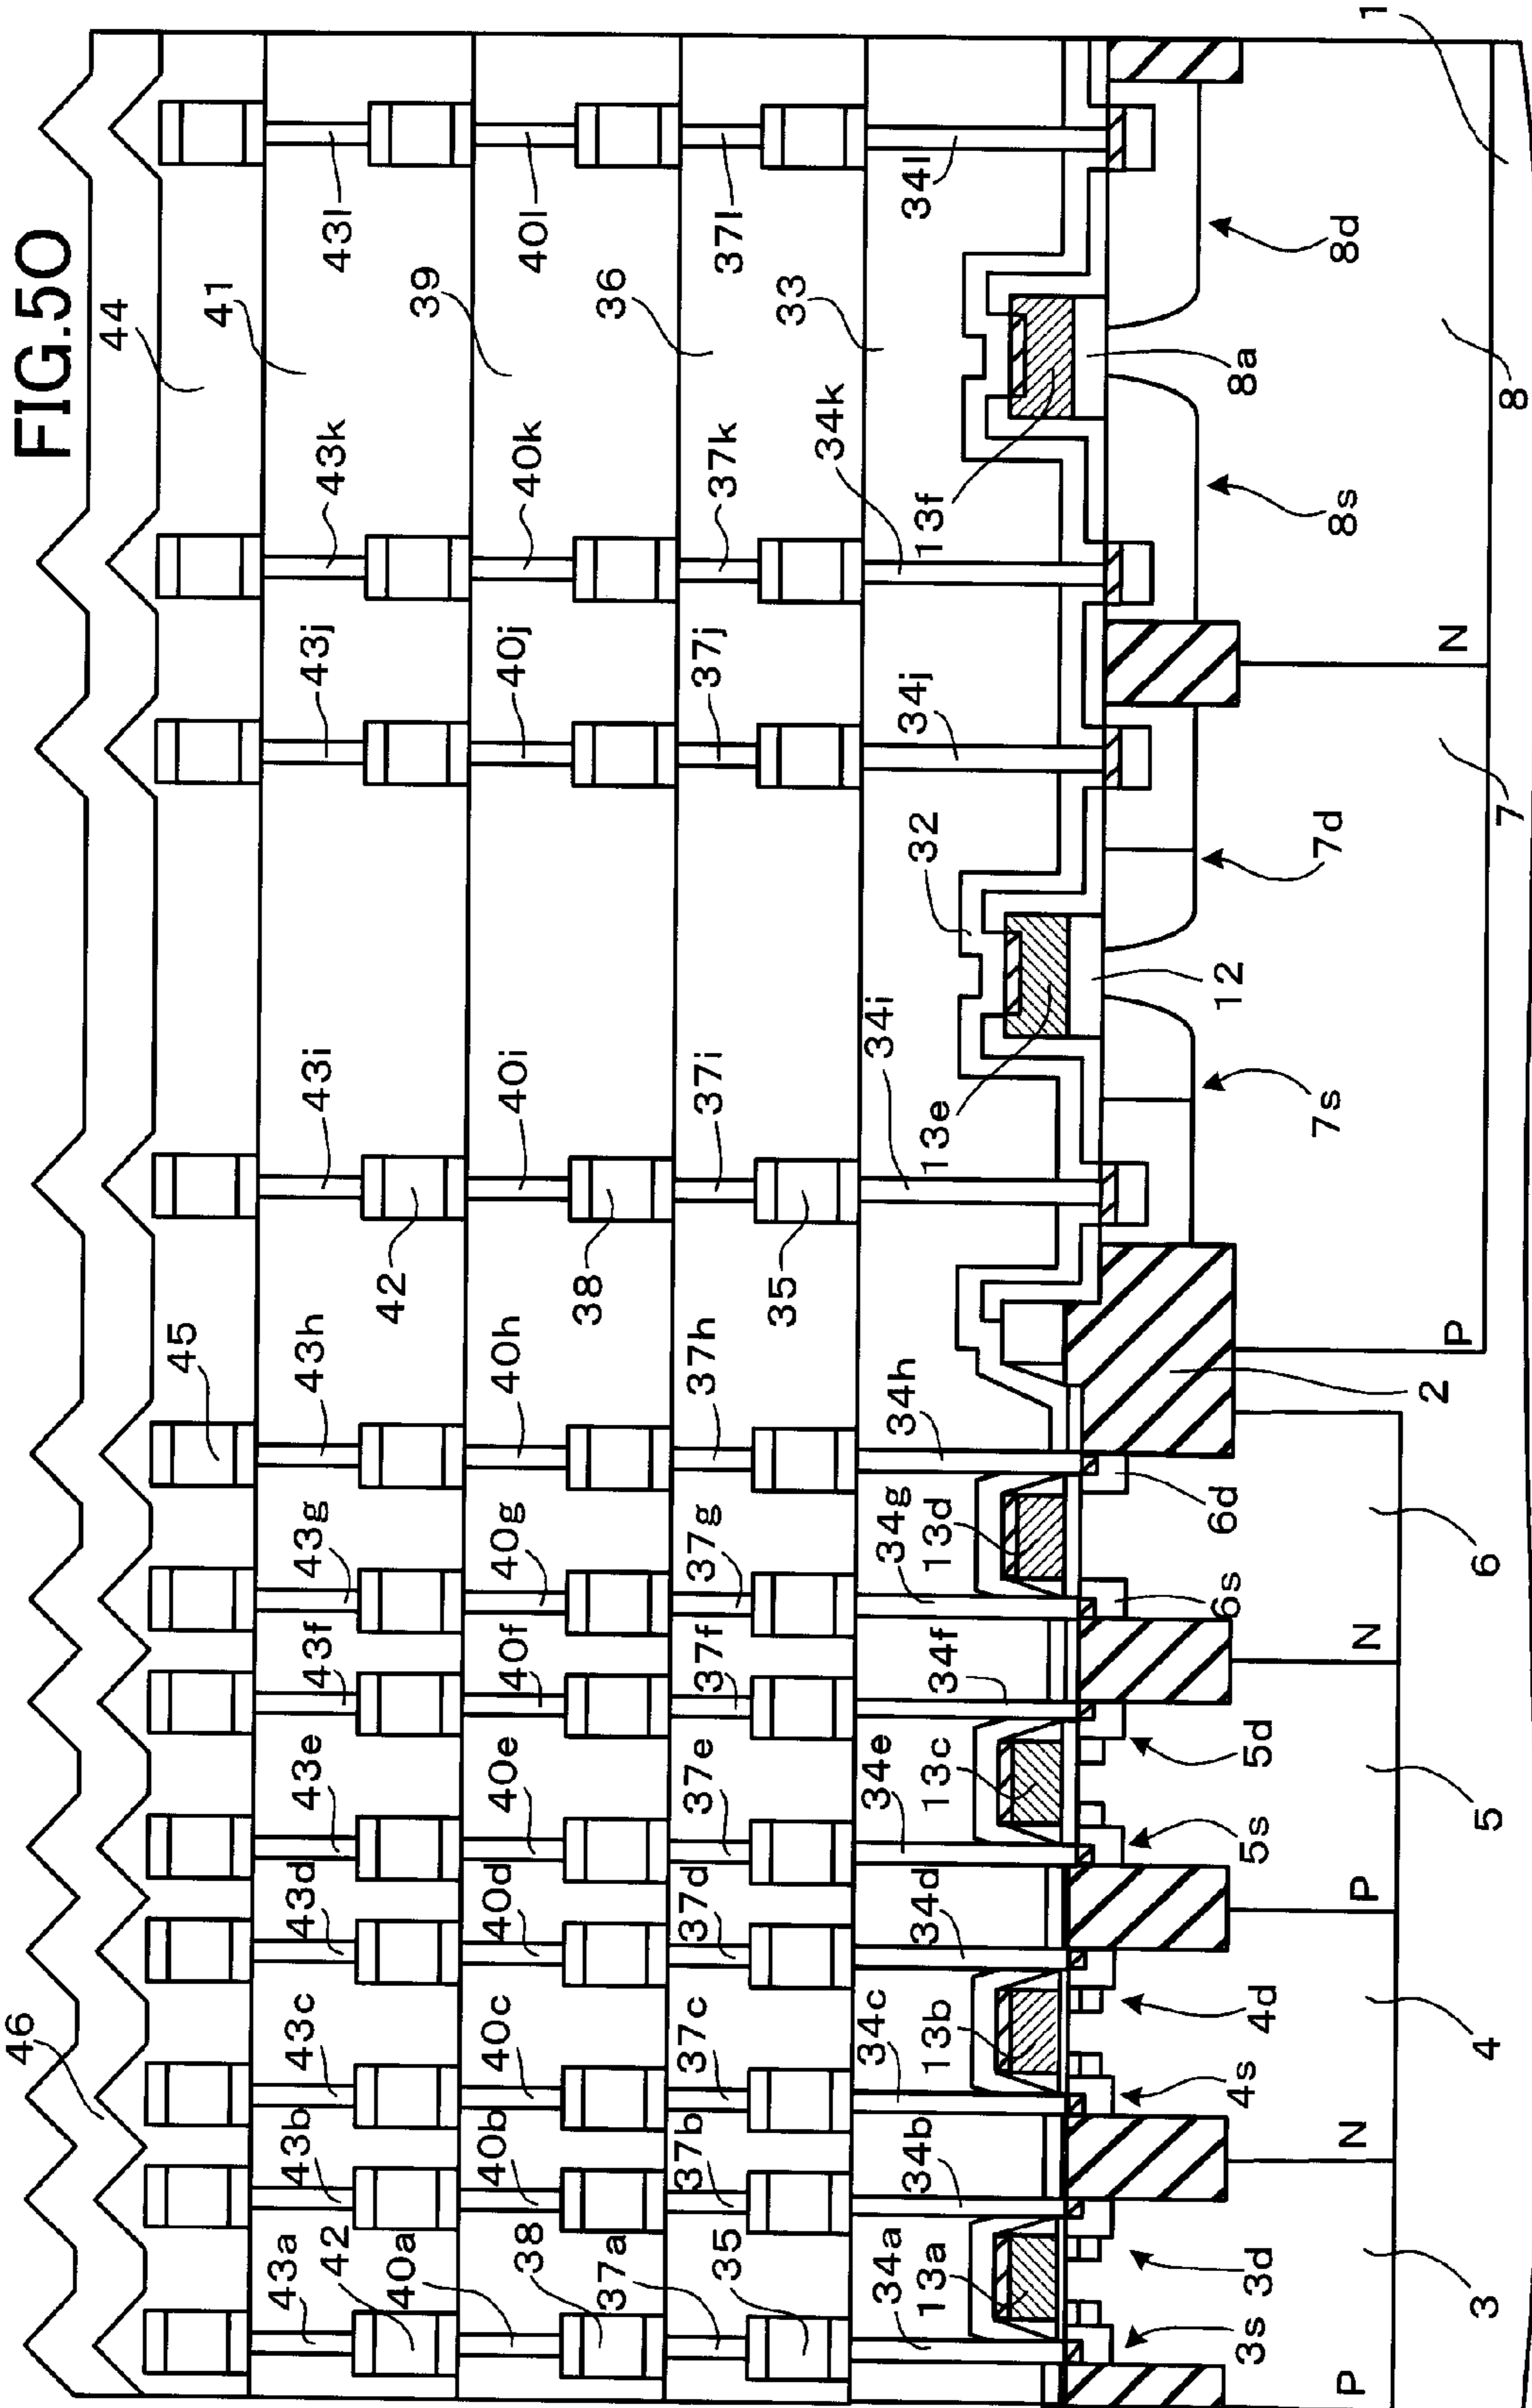 FIG.50
46
44
45
41
43a 43b 43c 43d 43e 43f 43g 43h 43i 43j 43k 43l
42
42
39
40a 40b 40c 40d 40e 40f 40g 40h 40i 40j 40k 40l
38
38
36
37a 37b 37c 37d 37e 37f 37g 37h 37i 37j 37k 37l
35
35
33
34a 34b 34c 34d 34e 34f 34g 34h 34i 34j 34k 34l
32
13a 13b 13c 13d 13e 13f
3s 3d 4s 4d 5s 5d 6s 6d 7s 12 7d 8s 8a 8d
P N P N P N
3 4 5 6 2 7 8 1